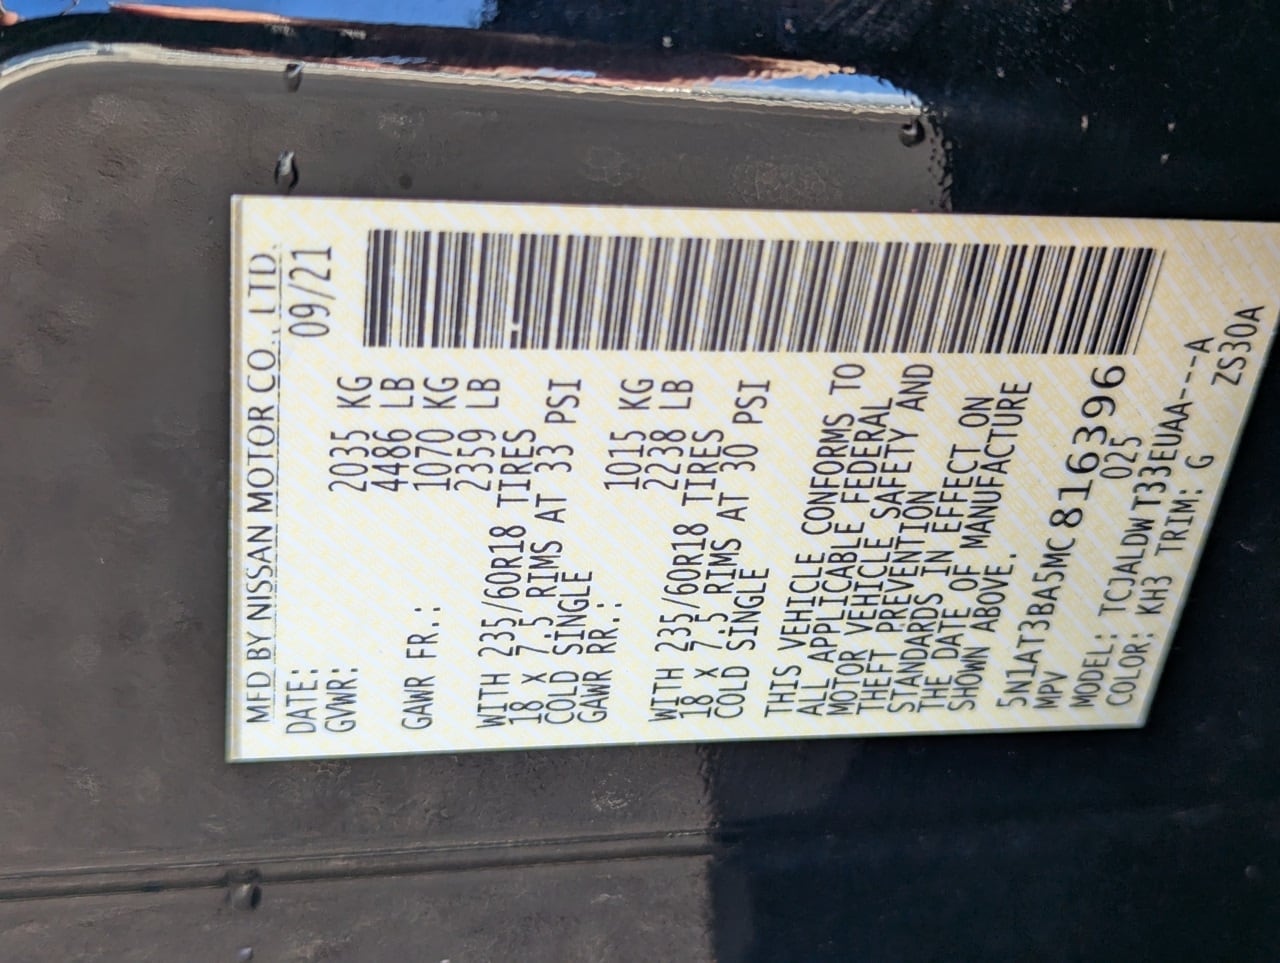 MFD BY NISSAN MOTOR CO., LTD.
DATE: 09/21
GVWR: 2035 KG
4486 LB
GAWR FR.: 1070 KG
2359 LB
WITH 235/60R18 TIRES
18 X 7.5 RIMS AT 33 PSI
COLD SINGLE
GAWR RR.: 1015 KG
2238 LB
WITH 235/60R18 TIRES
18 X 7.5 RIMS AT 30 PSI
COLD SINGLE
THIS VEHICLE CONFORMS TO
ALL APPLICABLE FEDERAL
MOTOR VEHICLE SAFETY AND
THEFT PREVENTION
STANDARDS IN EFFECT ON
THE DATE OF MANUFACTURE
SHOWN ABOVE.
5N1AT3BA5MC816396
MPV 025
MODEL: TCJALDWT33EUAA---A
COLOR: KH3 TRIM: G ZS30A